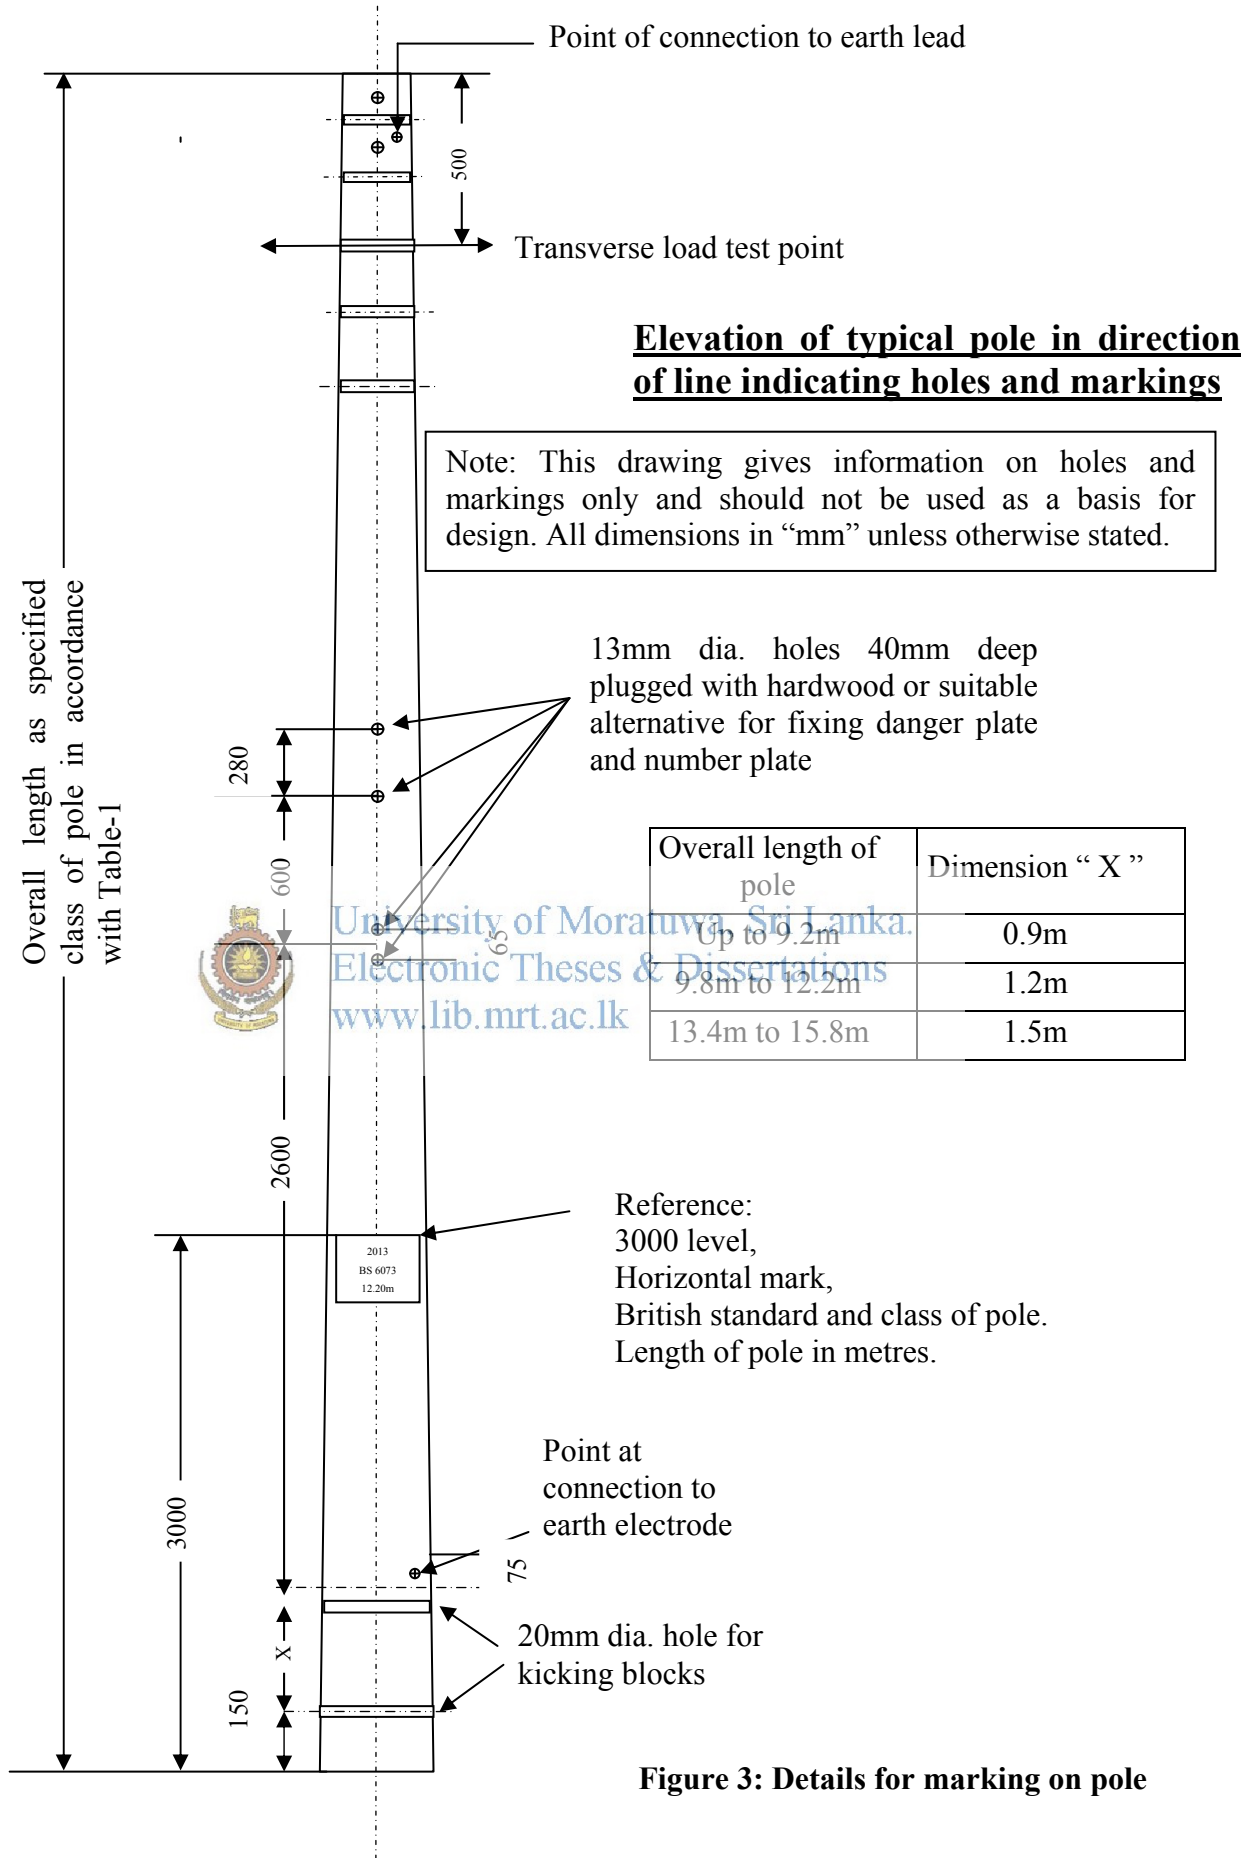 Point of connection to earth lead
500
Transverse load test point
Elevation of typical pole in direction
of line indicating holes and markings
Note: This drawing gives information on holes and
markings only and should not be used as a basis for
design. All dimensions in “mm” unless otherwise stated.
Overall length as specified
class of pole in accordance
with Table-1
13mm dia. holes 40mm deep
plugged with hardwood or suitable
alternative for fixing danger plate
and number plate
280
600
65
Overall length of
pole
Dimension “ X ”
Up to 9.2m
0.9m
9.8m to 12.2m
1.2m
13.4m to 15.8m
1.5m
University of Moratuwa, Sri Lanka.
Electronic Theses & Dissertations
www.lib.mrt.ac.lk
2600
Reference:
3000 level,
Horizontal mark,
British standard and class of pole.
Length of pole in metres.
2013
BS 6073
12.20m
3000
Point at
connection to
earth electrode
75
20mm dia. hole for
kicking blocks
X
150
Figure 3: Details for marking on pole